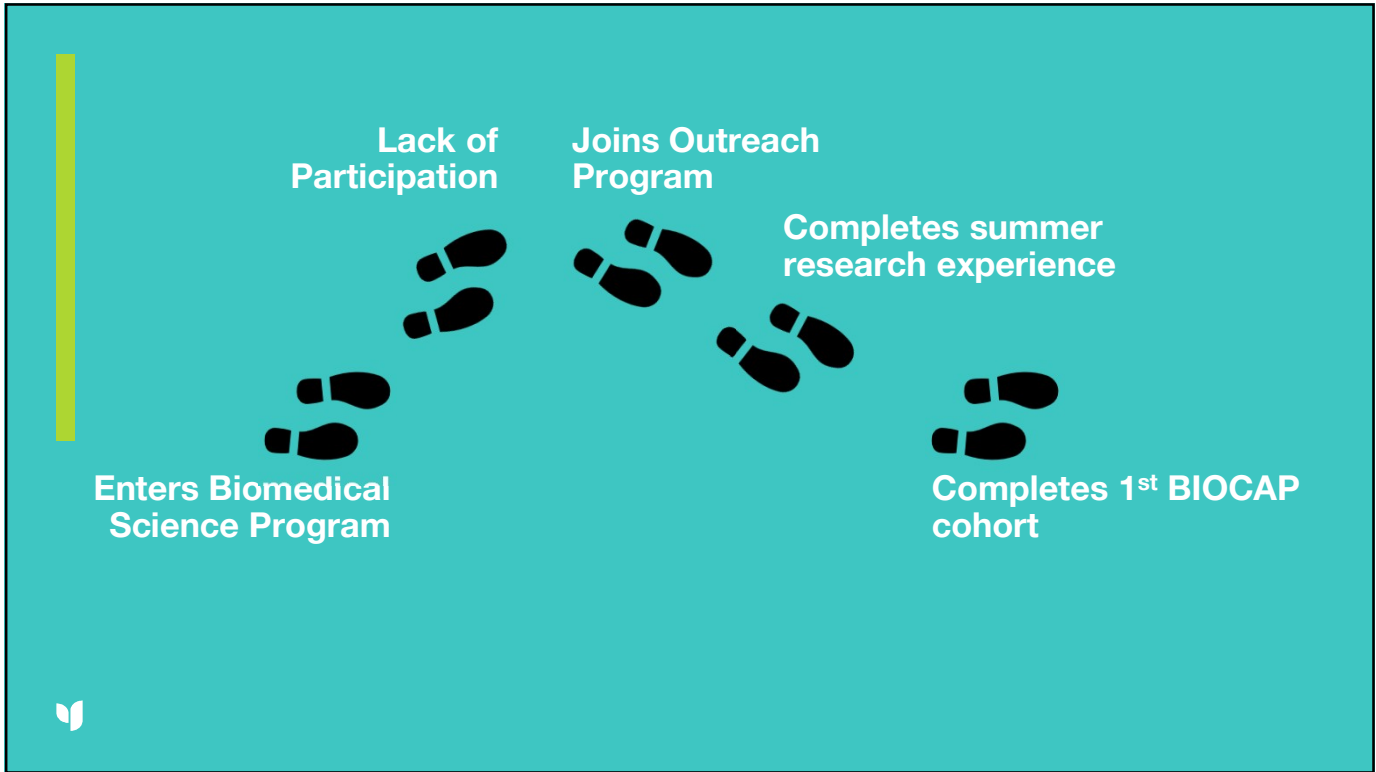 Lack of
Participation
Joins Outreach
Program
Completes summer
research experience
Enters Biomedical
Science Program
Completes 1st BIOCAP
cohort